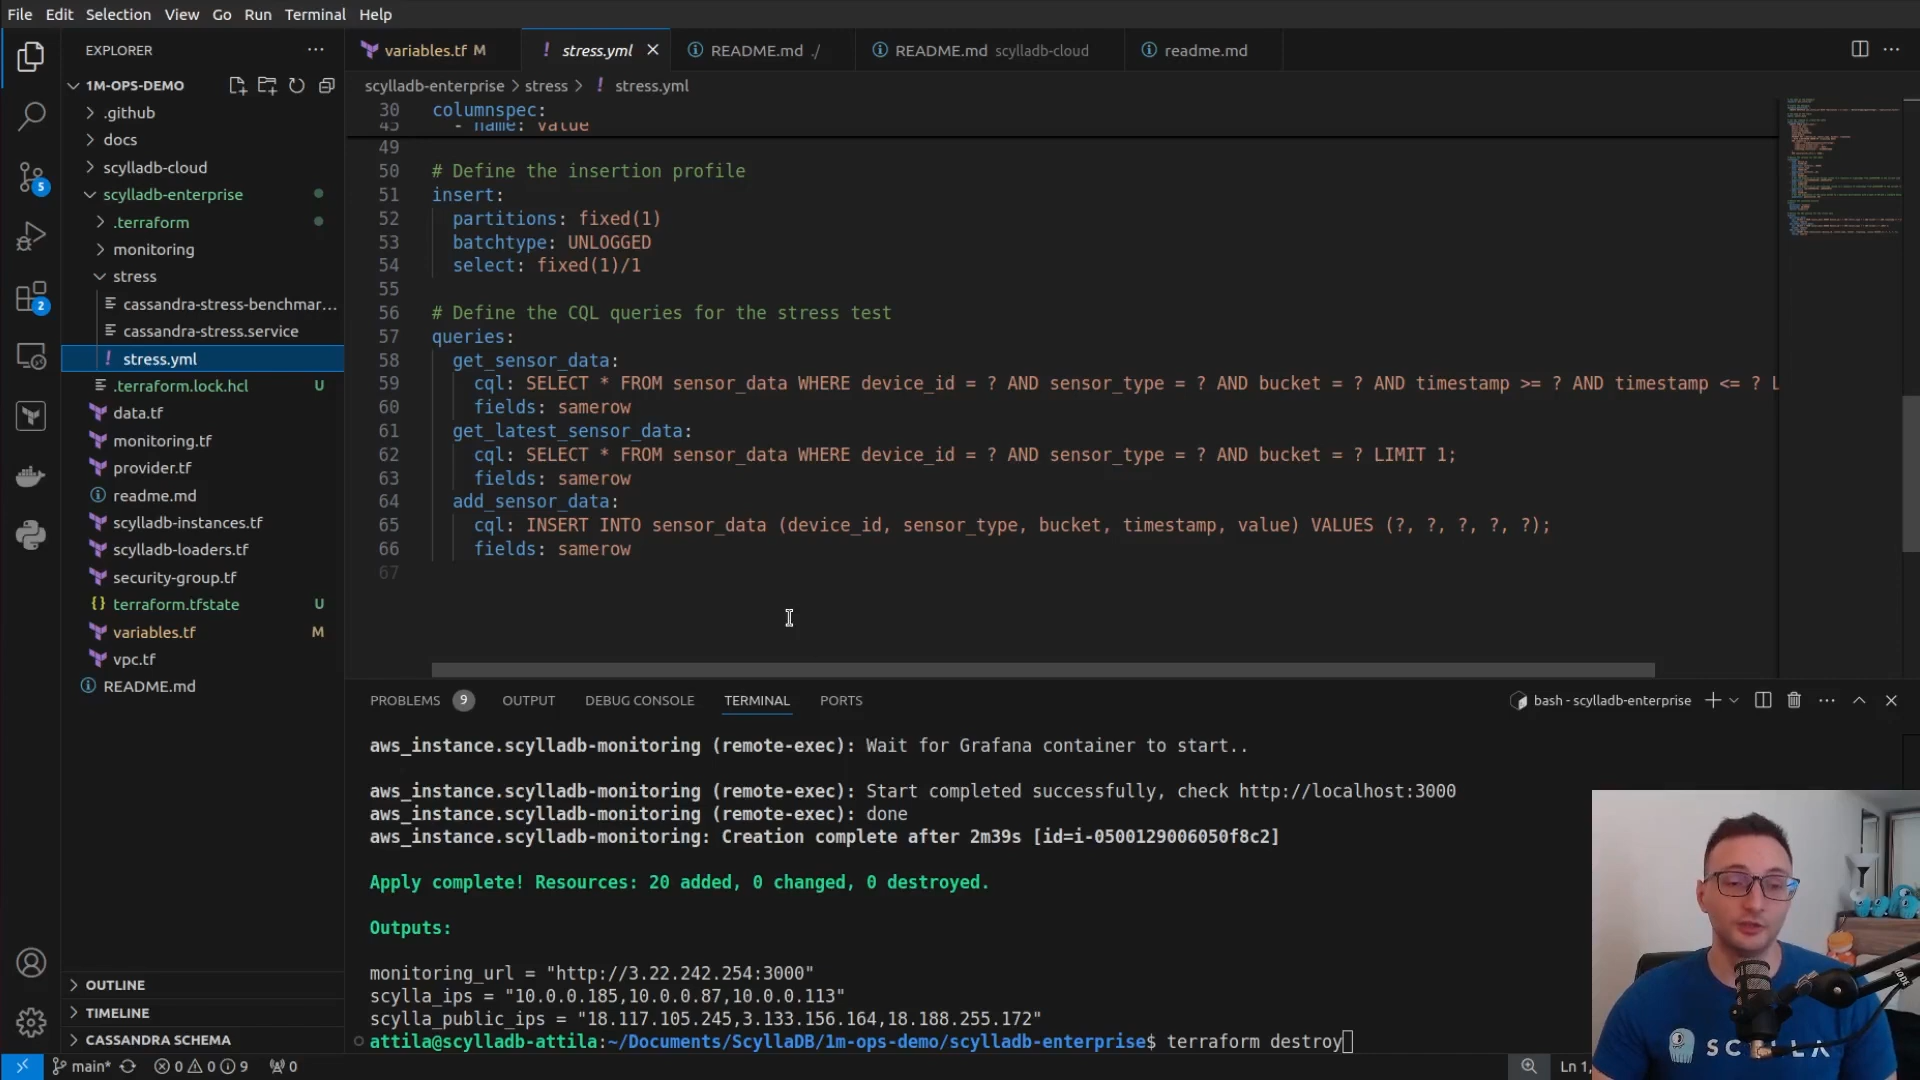 File Edit Selection View Go Run Terminal Help
EXPLORER
variables.tf M
stress.yml
README.md ./
README.md scylladb-cloud
readme.md
1M-OPS-DEMO
scylladb-enterprise > stress > ! stress.yml
.github
docs
scylladb-cloud
scylladb-enterprise
.terraform
monitoring
stress
cassandra-stress-benchmar...
cassandra-stress.service
! stress.yml
.terraform.lock.hcl U
data.tf
monitoring.tf
provider.tf
readme.md
scylladb-instances.tf
scylladb-loaders.tf
security-group.tf
terraform.tfstate U
variables.tf M
vpc.tf
README.md
OUTLINE
TIMELINE
CASSANDRA SCHEMA
5
2
30 columnspec:
45 - name: value
49
50 # Define the insertion profile
51 insert:
52 partitions: fixed(1)
53 batchtype: UNLOGGED
54 select: fixed(1)/1
55
56 # Define the CQL queries for the stress test
57 queries:
58 get_sensor_data:
59 cql: SELECT * FROM sensor_data WHERE device_id = ? AND sensor_type = ? AND bucket = ? AND timestamp >= ? AND timestamp <= ? L
60 fields: samerow
61 get_latest_sensor_data:
62 cql: SELECT * FROM sensor_data WHERE device_id = ? AND sensor_type = ? AND bucket = ? LIMIT 1;
63 fields: samerow
64 add_sensor_data:
65 cql: INSERT INTO sensor_data (device_id, sensor_type, bucket, timestamp, value) VALUES (?, ?, ?, ?, ?);
66 fields: samerow
67
PROBLEMS 9 OUTPUT DEBUG CONSOLE TERMINAL PORTS
bash - scylladb-enterprise
aws_instance.scylladb-monitoring (remote-exec): Wait for Grafana container to start..
aws_instance.scylladb-monitoring (remote-exec): Start completed successfully, check http://localhost:3000
aws_instance.scylladb-monitoring (remote-exec): done
aws_instance.scylladb-monitoring: Creation complete after 2m39s [id=i-0500129006050f8c2]
Apply complete! Resources: 20 added, 0 changed, 0 destroyed.
Outputs:
monitoring_url = "http://3.22.242.254:3000"
scylla_ips = "10.0.0.185,10.0.0.87,10.0.0.113"
scylla_public_ips = "18.117.105.245,3.133.156.164,18.188.255.172"
attila@scylladb-attila:~/Documents/ScyllaDB/1m-ops-demo/scylladb-enterprise$ terraform destroy
main* 0 0 9 0
Ln 1,